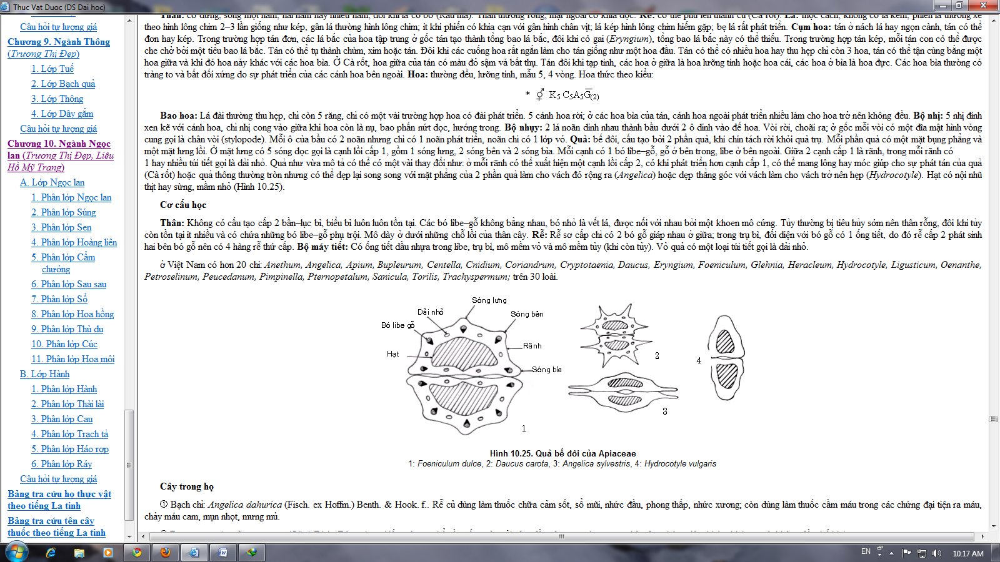 Thuc Vat Duoc (DS Dai hoc)
Câu hỏi tự lượng giá
Chương 9. Ngành Thông
(Trương Thị Đẹp)
1. Lớp Tuế
2. Lớp Bạch quả
3. Lớp Thông
4. Lớp Dây gắm
Câu hỏi tự lượng giá
Chương 10. Ngành Ngọc
lan (Trương Thị Đẹp, Liêu
Hồ Mỹ Trang)
A. Lớp Ngọc lan
1. Phân lớp Ngọc lan
2. Phân lớp Súng
3. Phân lớp Sen
4. Phân lớp Hoàng liên
5. Phân lớp Cẩm
chướng
6. Phân lớp Sau sau
7. Phân lớp Sổ
8. Phân lớp Hoa hồng
9. Phân lớp Thù du
10. Phân lớp Cúc
11. Phân lớp Hoa môi
B. Lớp Hành
1. Phân lớp Hành
2. Phân lớp Thài lài
3. Phân lớp Cau
4. Phân lớp Trạch tả
5. Phân lớp Háo rợp
6. Phân lớp Ráy
Câu hỏi tự lượng giá
Bảng tra cứu họ thực vật
theo tiếng La tinh
Bảng tra cứu tên cây
thuốc theo tiếng La tinh
Thân: cỏ đứng, sống một năm, hai năm hay nhiều năm, đôi khi là cỏ bò (Rau má). Thân thường rỗng, mặt ngoài có khía dọc. Rễ: có thể phù lên thành củ (Cà rốt). Lá: mọc cách, không có lá kèm, phiến lá thường xẻ
theo hình lông chim 2–3 lần giống như kép, gân lá thường hình lông chim; ít khi phiến có khía cạn với gân hình chân vịt; lá kép hình lông chim hiếm gặp; bẹ lá rất phát triển. Cụm hoa: tán ở nách lá hay ngọn cành, tán có thể
đơn hay kép. Trong trường hợp tán đơn, các lá bắc của hoa tập trung ở gốc tán tạo thành tổng bao lá bắc, đôi khi có gai (Eryngium), tổng bao lá bắc này có thể thiếu. Trong trường hợp tán kép, mỗi tán con có thể được
che chở bởi một tiểu bao lá bắc. Tán có thể tụ thành chùm, xim hoặc tán. Đôi khi các cuống hoa rất ngắn làm cho tán giống như một hoa đầu. Tán có thể có nhiều hoa hay thu hẹp chỉ còn 3 hoa, tán có thể tận cùng bằng một
hoa giữa và khi đó hoa này khác với các hoa bìa. Ở Cà rốt, hoa giữa của tán có màu đỏ sậm và bất thụ. Tán đôi khi tạp tính, các hoa ở giữa là hoa lưỡng tính hoặc hoa cái, các hoa ở bìa là hoa đực. Các hoa bìa thường có
tràng to và bất đối xứng do sự phát triển của các cánh hoa bên ngoài. Hoa: thường đều, lưỡng tính, mẫu 5, 4 vòng. Hoa thức theo kiểu:
* ⚥ K5 C5A5G̅(2)
Bao hoa: Lá đài thường thu hẹp, chỉ còn 5 răng, chỉ có một vài trường hợp hoa có đài phát triển. 5 cánh hoa rời; ở các hoa bìa của tán, cánh hoa ngoài phát triển nhiều làm cho hoa trở nên không đều. Bộ nhị: 5 nhị đính
xen kẽ với cánh hoa, chỉ nhị cong vào giữa khi hoa còn là nụ, bao phấn nứt dọc, hướng trong. Bộ nhụy: 2 lá noãn dính nhau thành bầu dưới 2 ô dính vào đế hoa. Vòi rời, choãi ra; ở gốc mỗi vòi có một đĩa mật hình vòng
cung gọi là chân vòi (stylopode). Mỗi ô của bầu có 2 noãn nhưng chỉ có 1 noãn phát triển, noãn chỉ có 1 lớp vỏ. Quả: bế đôi, cấu tạo bởi 2 phần quả, khi chín tách rời khỏi quả trụ. Mỗi phần quả có một mặt bụng phẳng và
một mặt lưng lồi. Ở mặt lưng có 5 sóng dọc gọi là cạnh lồi cấp 1, gồm 1 sóng lưng, 2 sóng bên và 2 sóng bìa. Mỗi cạnh có 1 bó libe–gỗ, gỗ ở bên trong, libe ở bên ngoài. Giữa 2 cạnh cấp 1 là rãnh, trong mỗi rãnh có
1 hay nhiều túi tiết gọi là dải nhỏ. Quả như vừa mô tả có thể có một vài thay đổi như: ở mỗi rãnh có thể xuất hiện một cạnh lồi cấp 2, có khi phát triển hơn cạnh cấp 1, có thể mang lông hay móc giúp cho sự phát tán của quả
(Cà rốt) hoặc quả thông thường tròn nhưng có thể dẹp lại song song với mặt phẳng của 2 phần quả làm cho vách đó rộng ra (Angelica) hoặc dẹp thẳng góc với vách làm cho vách trở nên hẹp (Hydrocotyle). Hạt có nội nhũ
thịt hay sừng, mầm nhỏ (Hình 10.25).
Cơ cấu học
Thân: Không có cấu tạo cấp 2 bần–lục bì, biểu bì luôn luôn tồn tại. Các bó libe–gỗ không bằng nhau, bó nhỏ là vết lá, được nối với nhau bởi một khoen mô cứng. Tủy thường bị tiêu hủy sớm nên thân rỗng, đôi khi tủy
còn tồn tại ít nhiều và có chứa những bó libe–gỗ phụ trội. Mô dày ở dưới những chỗ lồi của thân cây. Rễ: Rễ sơ cấp chỉ có 2 bó gỗ giáp nhau ở giữa; trong trụ bì, đối diện với bó gỗ có 1 ống tiết, do đó rễ cấp 2 phát sinh
hai bên bó gỗ nên có 4 hàng rễ thứ cấp. Bộ máy tiết: Có ống tiết dầu nhựa trong libe, trụ bì, mô mềm vỏ và mô mềm tủy (khi còn tủy). Vỏ quả có một loại túi tiết gọi là dải nhỏ.
ở Việt Nam có hơn 20 chi: Anethum, Angelica, Apium, Bupleurum, Centella, Cnidium, Coriandrum, Cryptotaenia, Daucus, Eryngium, Foeniculum, Glehnia, Heracleum, Hydrocotyle, Ligusticum, Oenanthe,
Petroselinum, Peucedanum, Pimpinella, Pternopetalum, Sanicula, Torilis, Trachyspermum; trên 30 loài.
Sóng lưng
Dải nhỏ
Sóng bên
Bó libe gỗ
Rãnh
Hạt
Sóng bìa
1
2
3
4
Hình 10.25. Quả bế đôi của Apiaceae
1: Foeniculum dulce, 2: Daucus carota, 3: Angelica sylvestris, 4: Hydrocotyle vulgaris
Cây trong họ
① Bạch chỉ: Angelica dahurica (Fisch. ex Hoffm.) Benth. & Hook. f.. Rễ củ dùng làm thuốc chữa cảm sốt, sổ mũi, nhức đầu, phong thấp, nhức xương; còn dùng làm thuốc cầm máu trong các chứng đại tiện ra máu,
chảy máu cam, mụn nhọt, mưng mủ.
EN
10:17 AM